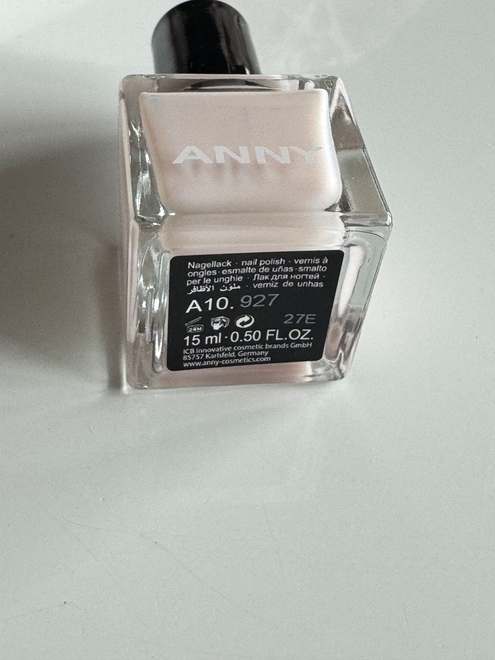 ANNY
Nagellack · nail polish · vernis à
ongles · esmalte de uñas · smalto
per le unghie · Лак для ногтей ·
ملون الأظافر · verniz de unhas
A10. 927
27E
24M
15 ml · 0.50 FL.OZ.
ICB innovative cosmetic brands GmbH
85757 Karlsfeld, Germany
www.anny-cosmetics.com